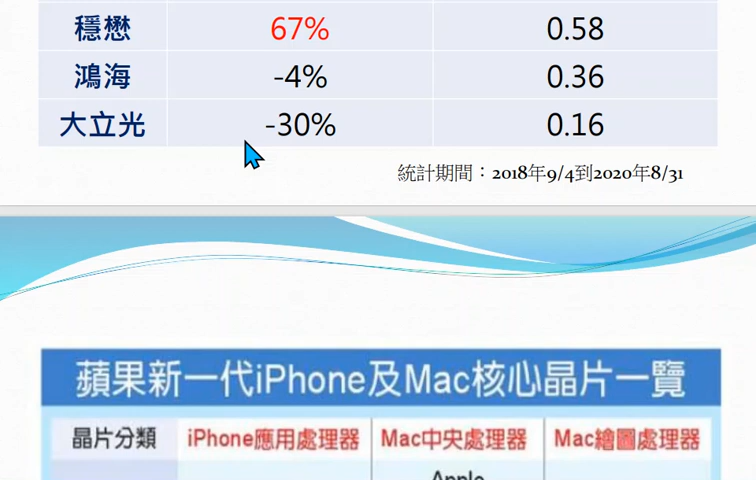 穩懋 67% 0.58
鴻海 -4% 0.36
大立光 -30% 0.16
統計期間：2018年9/4到2020年8/31
蘋果新一代iPhone及Mac核心晶片一覽
晶片分類 iPhone應用處理器 Mac中央處理器 Mac繪圖處理器
Apple